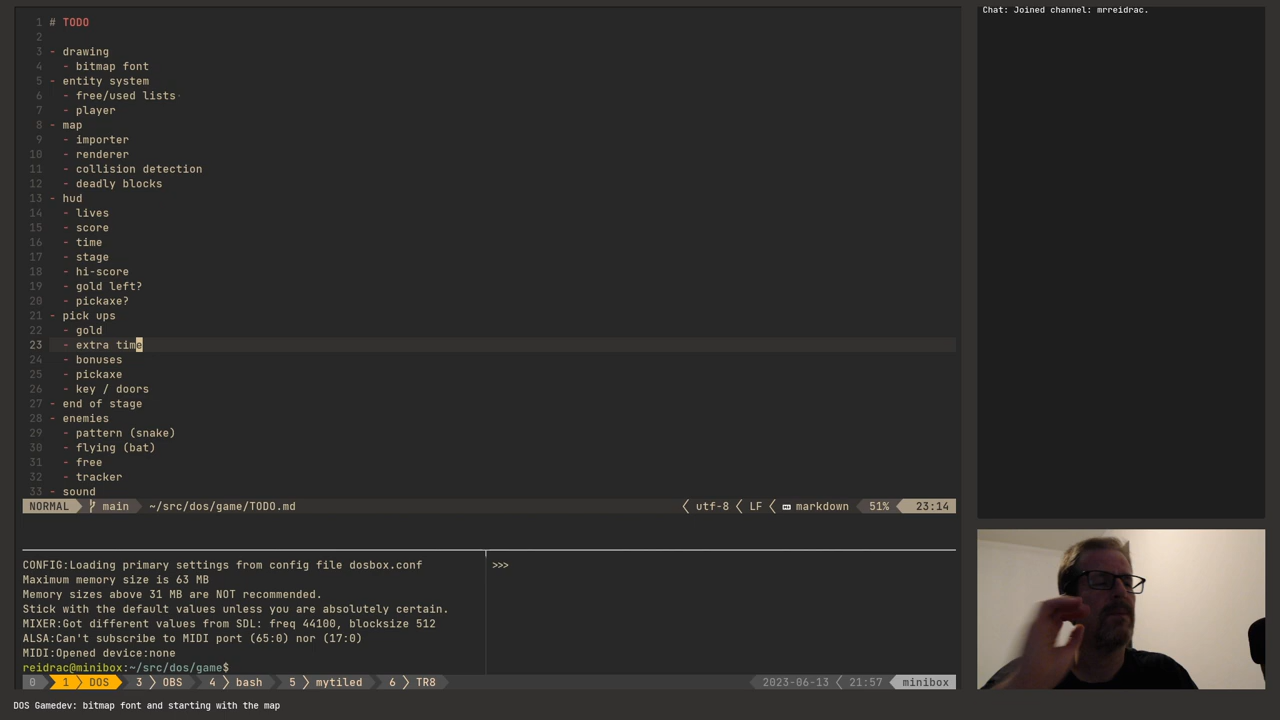 1 # TODO
2
3 - drawing
4 - bitmap font
5 - entity system
6 - free/used lists
7 - player
8 - map
9 - importer
10 - renderer
11 - collision detection
12 - deadly blocks
13 - hud
14 - lives
15 - score
16 - time
17 - stage
18 - hi-score
19 - gold left?
20 - pickaxe?
21 - pick ups
22 - gold
23 - extra time
24 - bonuses
25 - pickaxe
26 - key / doors
27 - end of stage
28 - enemies
29 - pattern (snake)
30 - flying (bat)
31 - free
32 - tracker
33 - sound
NORMAL main ~/src/dos/game/TODO.md utf-8 LF markdown 51% 23:14
CONFIG:Loading primary settings from config file dosbox.conf
Maximum memory size is 63 MB
Memory sizes above 31 MB are NOT recommended.
Stick with the default values unless you are absolutely certain.
MIXER:Got different values from SDL: freq 44100, blocksize 512
ALSA:Can't subscribe to MIDI port (65:0) nor (17:0)
MIDI:Opened device:none
reidrac@minibox:~/src/dos/game$
>>>
0 1 DOS 3 OBS 4 bash 5 mytiled 6 TR8 2023-06-13 21:57 minibox
Chat: Joined channel: mrreidrac.
DOS Gamedev: bitmap font and starting with the map